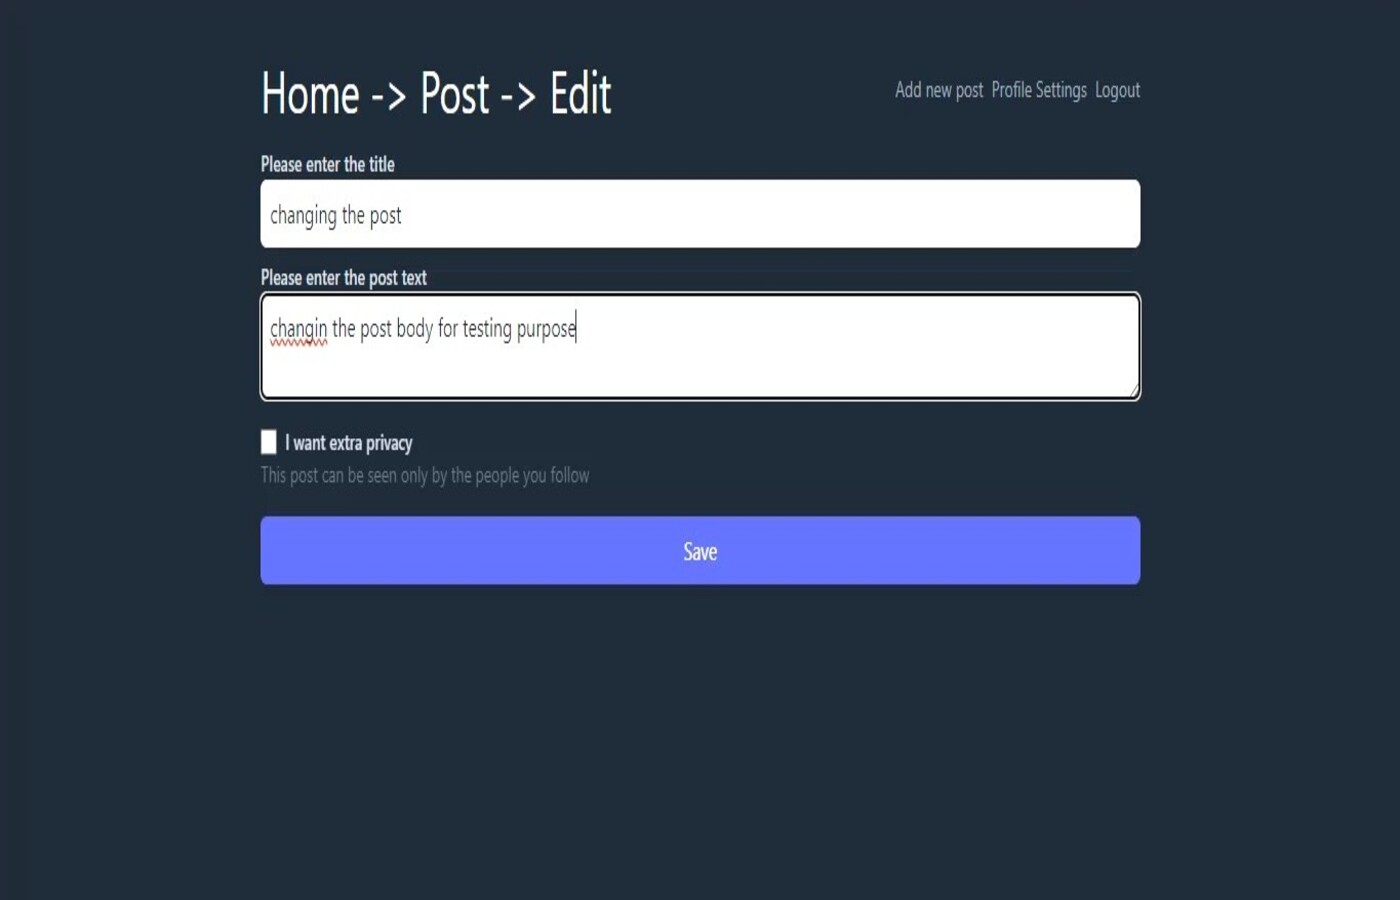 Home -> Post -> Edit
Add new post Profile Settings Logout
Please enter the title
changing the post
Please enter the post text
changin the post body for testing purpose
I want extra privacy
This post can be seen only by the people you follow
Save